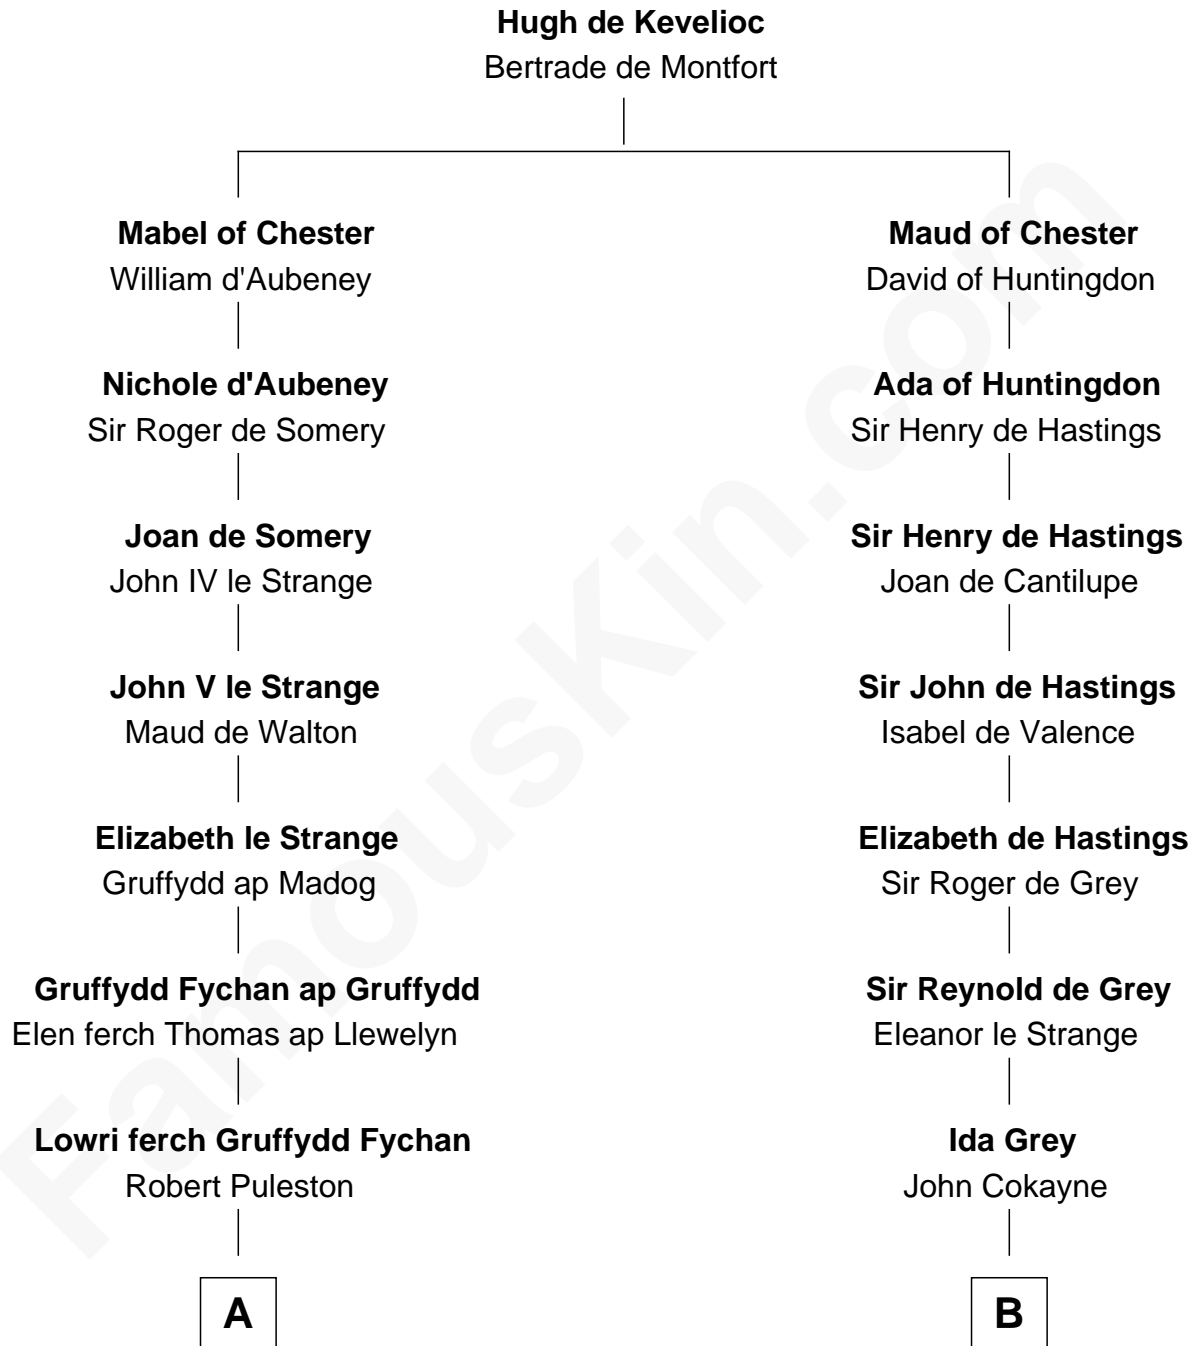 Hugh de Kevelioc
Bertrade de Montfort
Mabel of Chester
William d'Aubeney
Maud of Chester
David of Huntingdon
Nichole d'Aubeney
Sir Roger de Somery
Ada of Huntingdon
Sir Henry de Hastings
Joan de Somery
John IV le Strange
Sir Henry de Hastings
Joan de Cantilupe
John V le Strange
Maud de Walton
Sir John de Hastings
Isabel de Valence
Elizabeth le Strange
Gruffydd ap Madog
Elizabeth de Hastings
Sir Roger de Grey
Gruffydd Fychan ap Gruffydd
Elen ferch Thomas ap Llewelyn
Sir Reynold de Grey
Eleanor le Strange
Lowri ferch Gruffydd Fychan
Robert Puleston
Ida Grey
John Cokayne
A
B
FamousKin.com